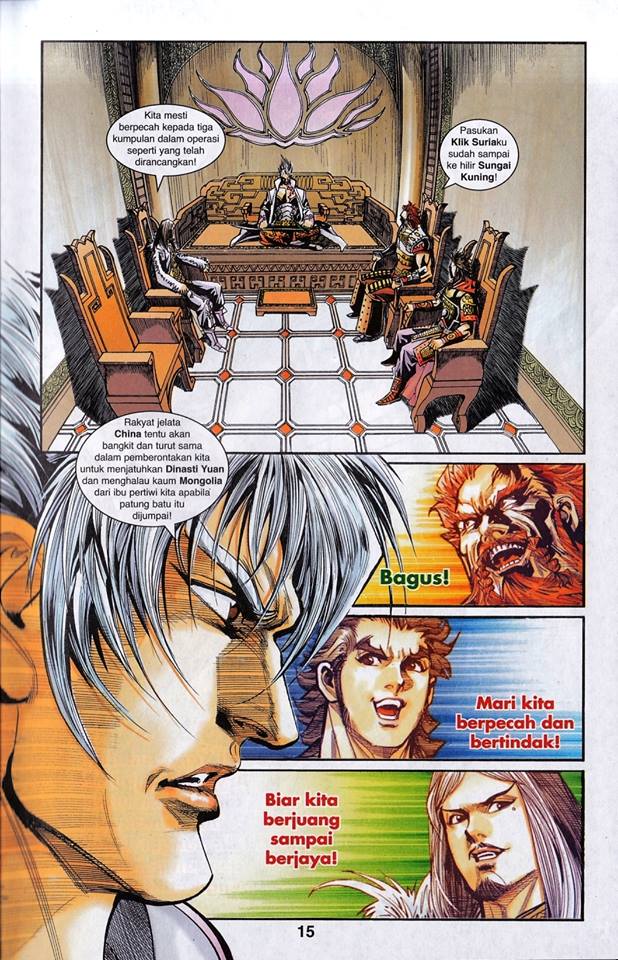 Kita mesti
berpecah kepada tiga
kumpulan dalam operasi
seperti yang telah
dirancangkan!
Pasukan
Klik Suriaku
sudah sampai
ke hilir Sungai
Kuning!
Rakyat jelata
China tentu akan
bangkit dan turut sama
dalam pemberontakan kita
untuk menjatuhkan Dinasti Yuan
dan menghalau kaum Mongolia
dari ibu pertiwi kita apabila
patung batu itu
dijumpai!
Bagus!
Mari kita
berpecah dan
bertindak!
Biar kita
berjuang
sampai
berjaya!
15